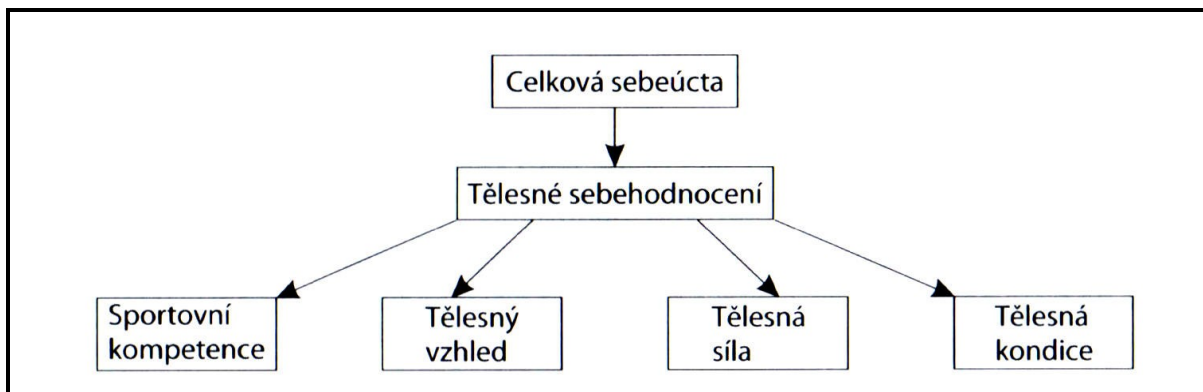 Celková sebeúcta
Tělesné sebehodnocení
Sportovní
kompetence
Tělesný
vzhled
Tělesná
síla
Tělesná
kondice